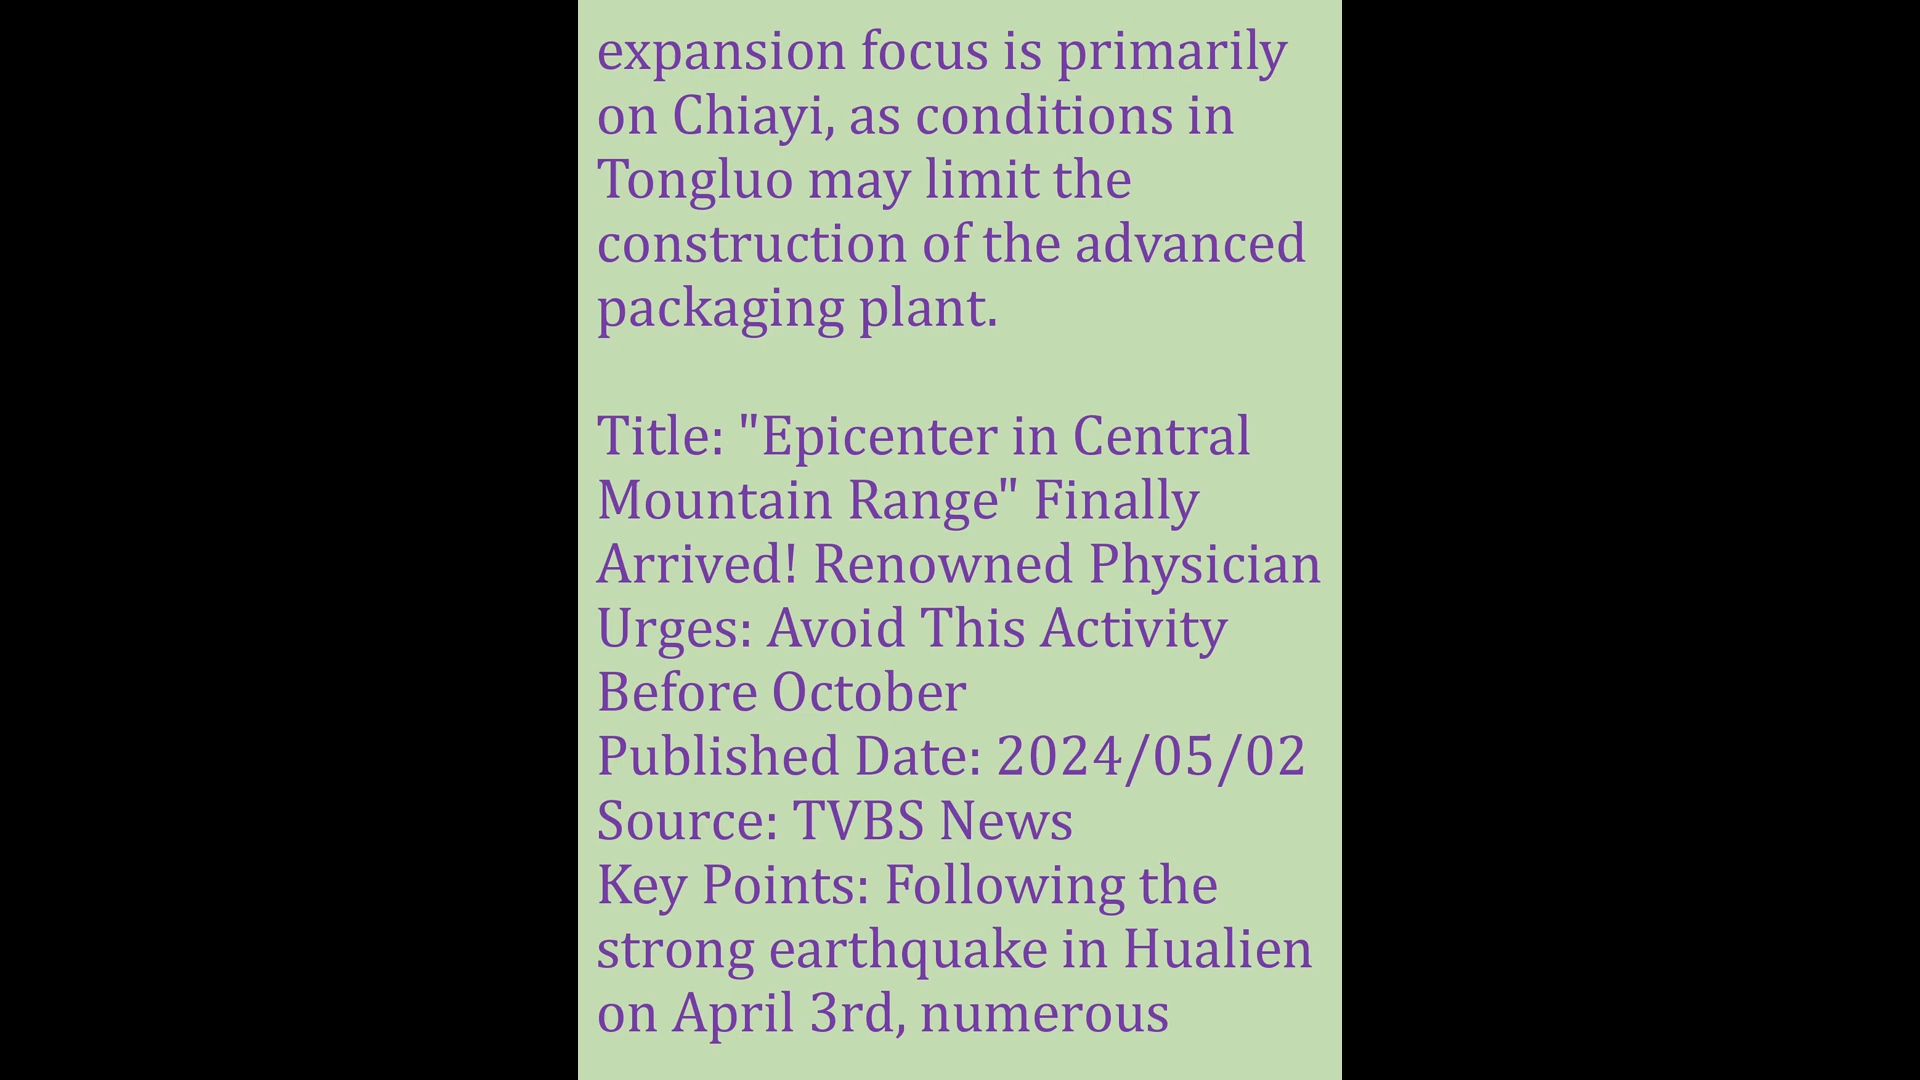 expansion focus is primarily
on Chiayi, as conditions in
Tongluo may limit the
construction of the advanced
packaging plant.
Title: "Epicenter in Central
Mountain Range" Finally
Arrived! Renowned Physician
Urges: Avoid This Activity
Before October
Published Date: 2024/05/02
Source: TVBS News
Key Points: Following the
strong earthquake in Hualien
on April 3rd, numerous